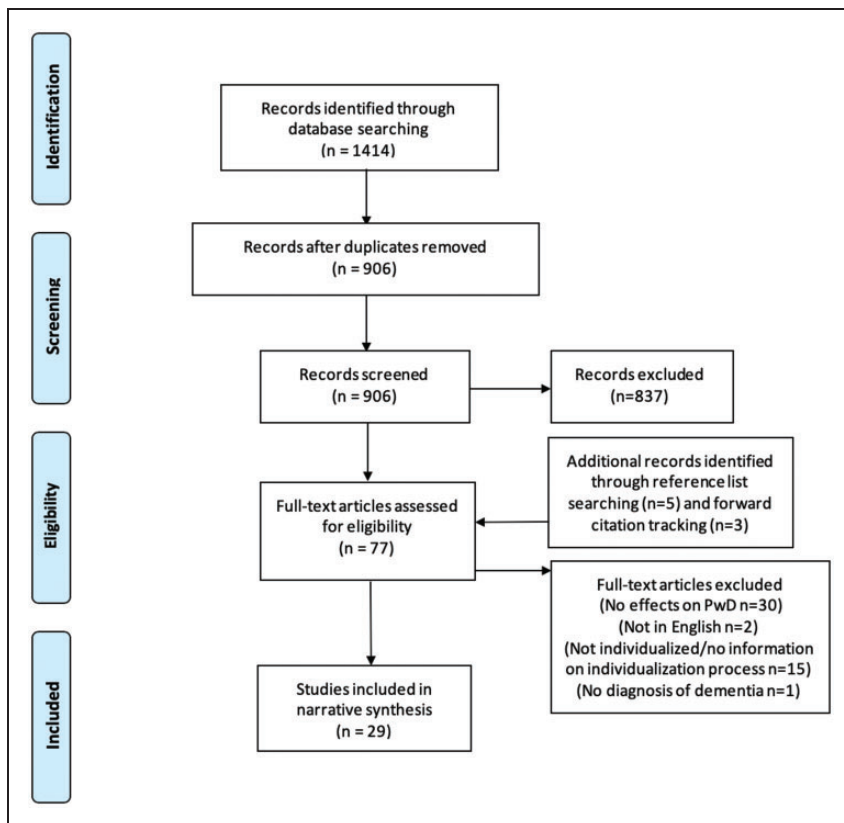 Identification
Records identified through
database searching
(n = 1414)
Screening
Records after duplicates removed
(n = 906)
Records screened
(n = 906)
Records excluded
(n=837)
Eligibility
Full-text articles assessed
for eligibility
(n = 77)
Additional records identified
through reference list
searching (n=5) and forward
citation tracking (n=3)
Full-text articles excluded
(No effects on PwD n=30)
(Not in English n=2)
(Not individualized/no information
on individualization process n=15)
(No diagnosis of dementia n=1)
Included
Studies included in
narrative synthesis
(n = 29)